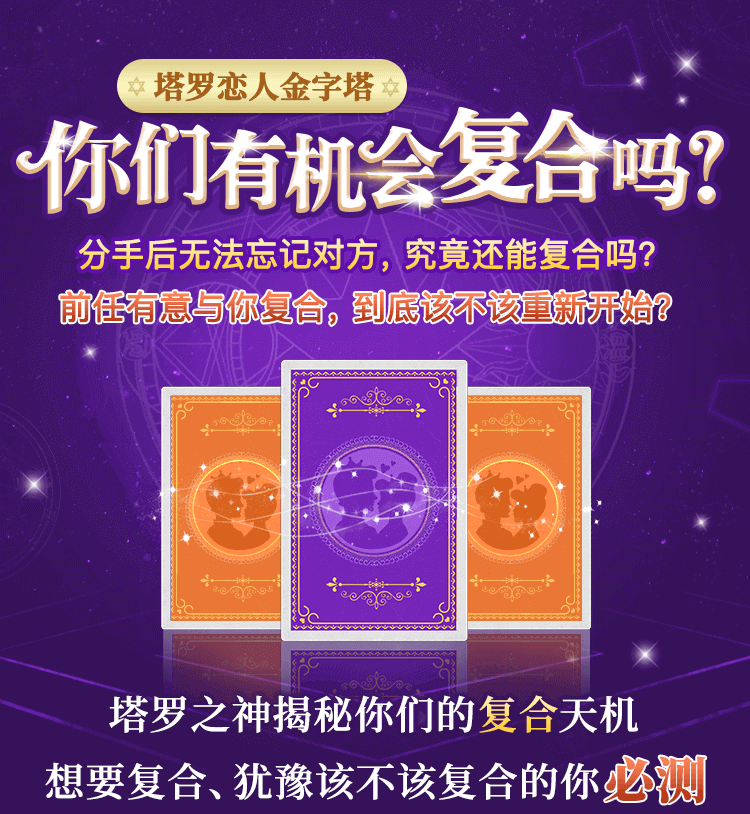 塔罗恋人金字塔
你们有机会复合吗?
分手后无法忘记对方,究竟还能复合吗?
前任有意与你复合,到底该不该重新开始?
塔罗之神揭秘你们的复合天机
想要复合、犹豫该不该复合的你必测